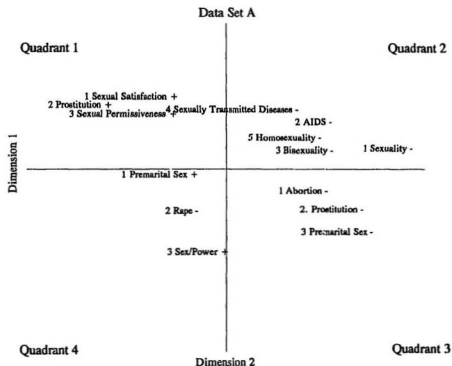 Data Set A
Quadrant 1
Quadrant 2
1 Sexual Satisfaction +
2 Prostitution +
3 Sexual Permissiveness +
4 Sexually Transmitted Diseases -
2 AIDS -
5 Homosexuality -
3 Bisexuality -
1 Sexuality -
Dimension 1
1 Premarital Sex +
1 Abortion -
2 Rape -
2. Prostitution -
3 Premarital Sex -
3 Sex/Power +
Quadrant 4
Quadrant 3
Dimension 2